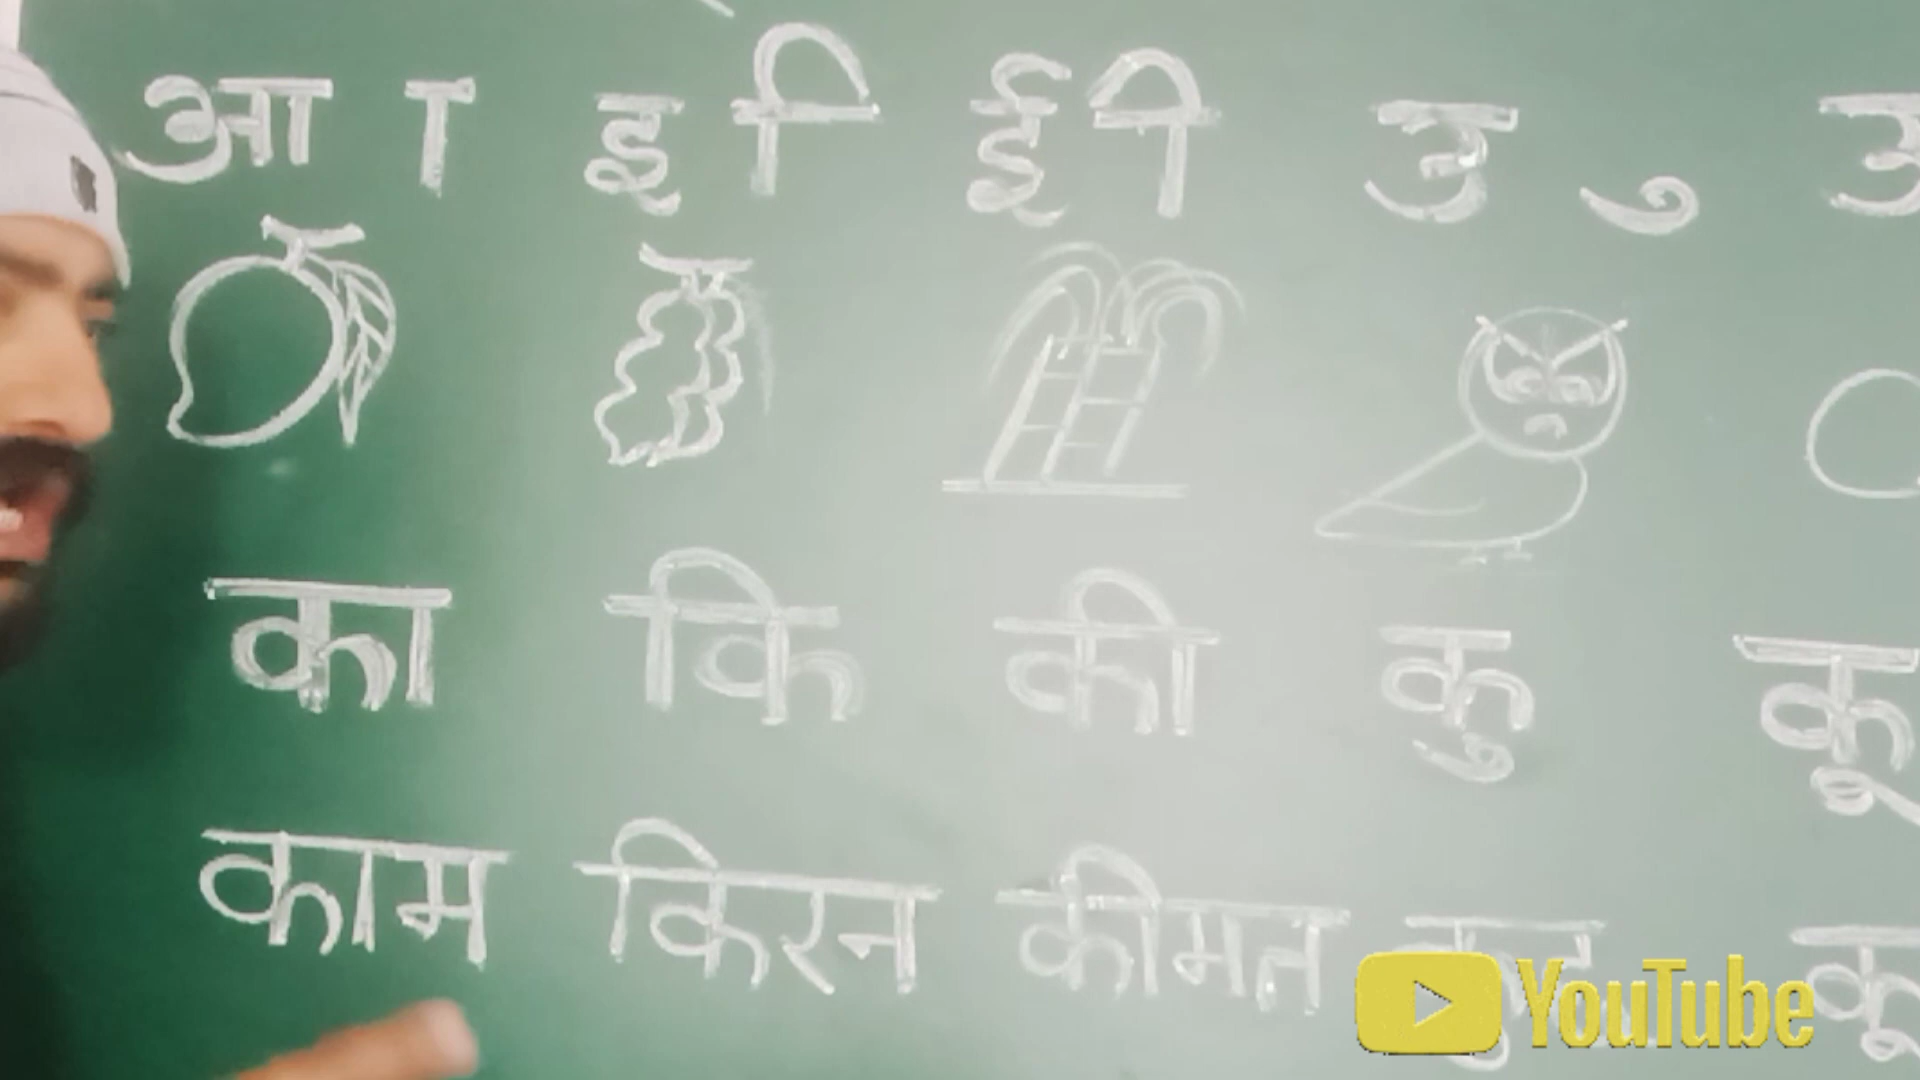 आ ा इ ि ई ी उ ु उ
का कि की कु कू
काम किरन कीमत
YouTube